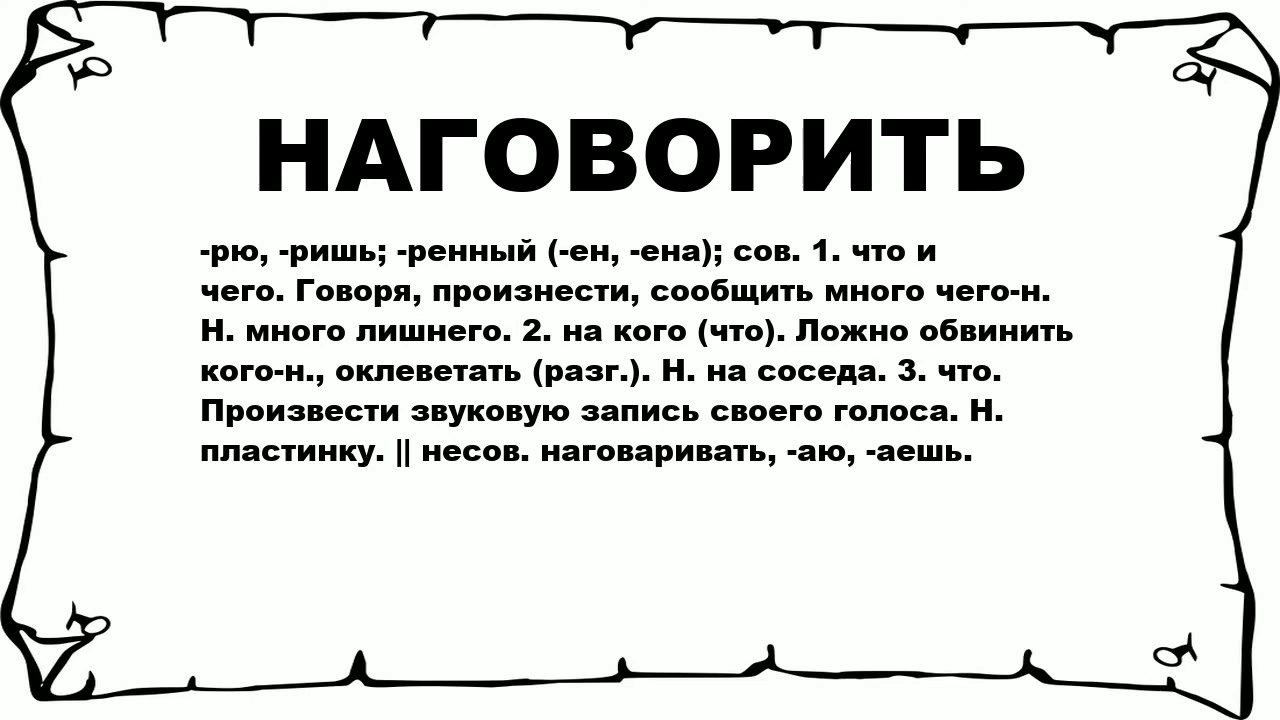 НАГОВОРИТЬ
-рю, -ришь; -ренный (-ен, -ена); сов. 1. что и
чего. Говоря, произнести, сообщить много чего-н.
Н. много лишнего. 2. на кого (что). Ложно обвинить
кого-н., оклеветать (разг.). Н. на соседа. 3. что.
Произвести звуковую запись своего голоса. Н.
пластинку. || несов. наговаривать, -аю, -аешь.